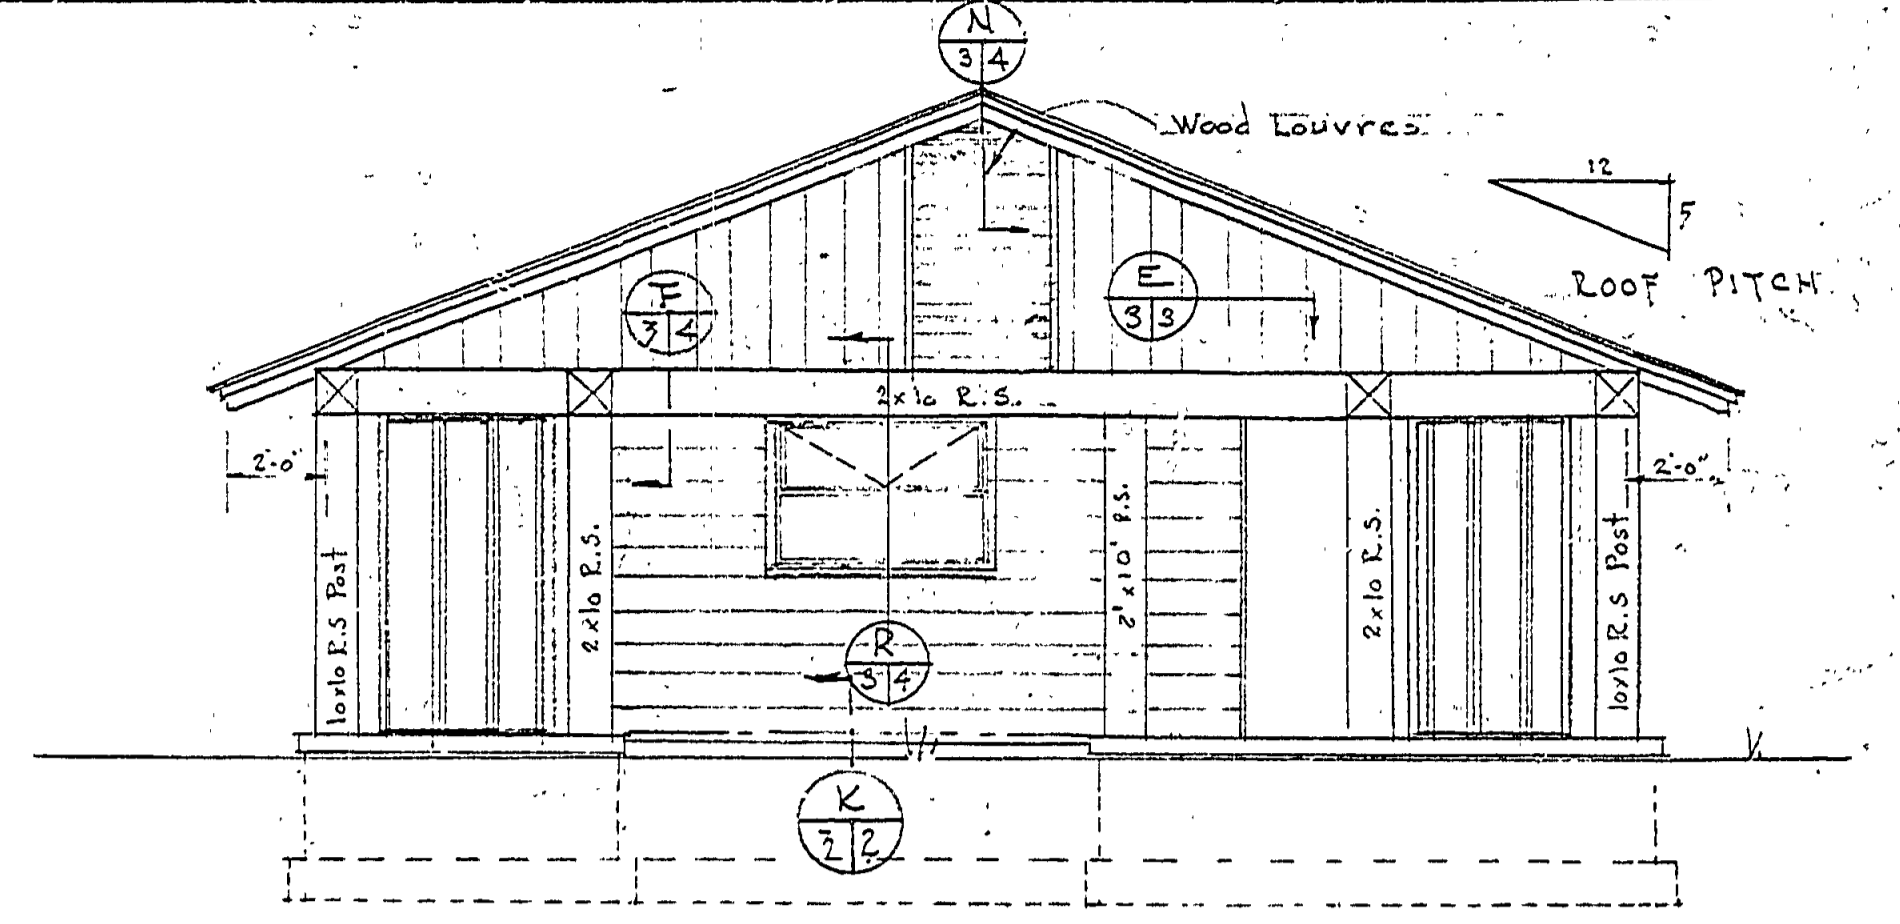 N
3 4
Wood Louvres
12
5
ROOF PITCH
F
3 4
E
3 3
2x10 R.S.
2'-0"
2'-0"
10x10 R.S Post
2x10 R.S.
2'x10' R.S.
2x10 R.S.
10x10 R.S Post
R
3 4
K
2 2